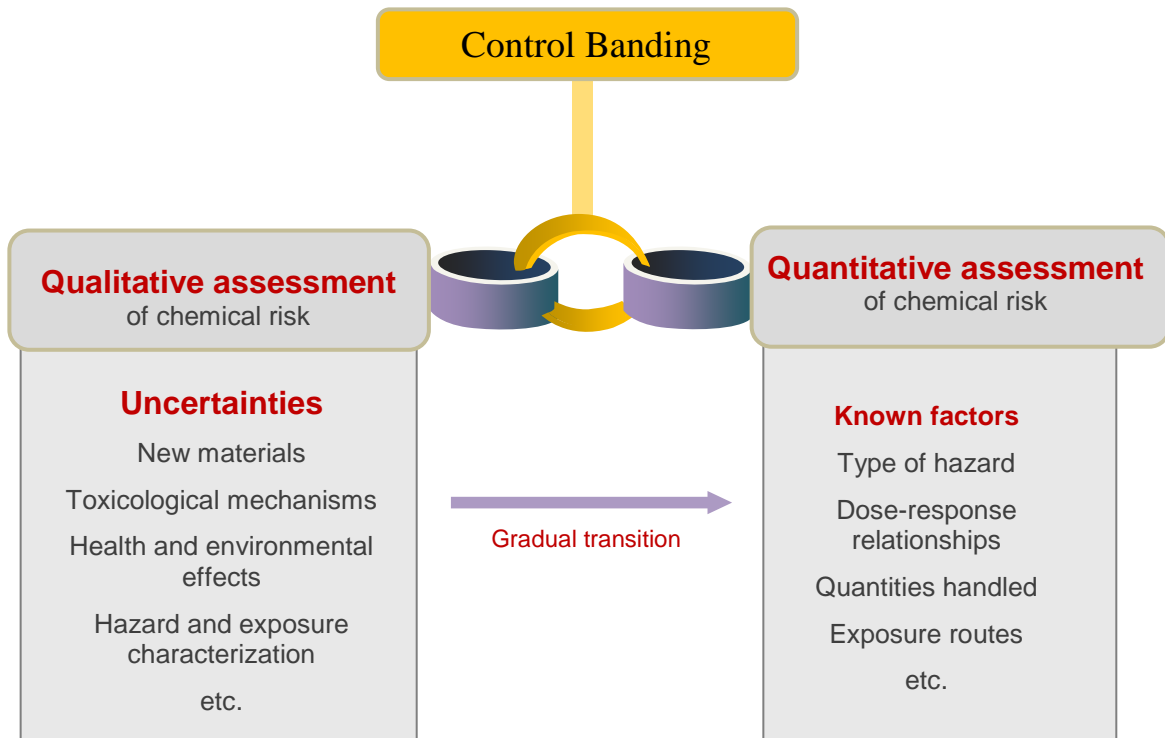 Control Banding
Qualitative assessment
of chemical risk
Uncertainties
New materials
Toxicological mechanisms
Health and environmental
effects
Hazard and exposure
characterization
etc.
Gradual transition
Quantitative assessment
of chemical risk
Known factors
Type of hazard
Dose-response
relationships
Quantities handled
Exposure routes
etc.